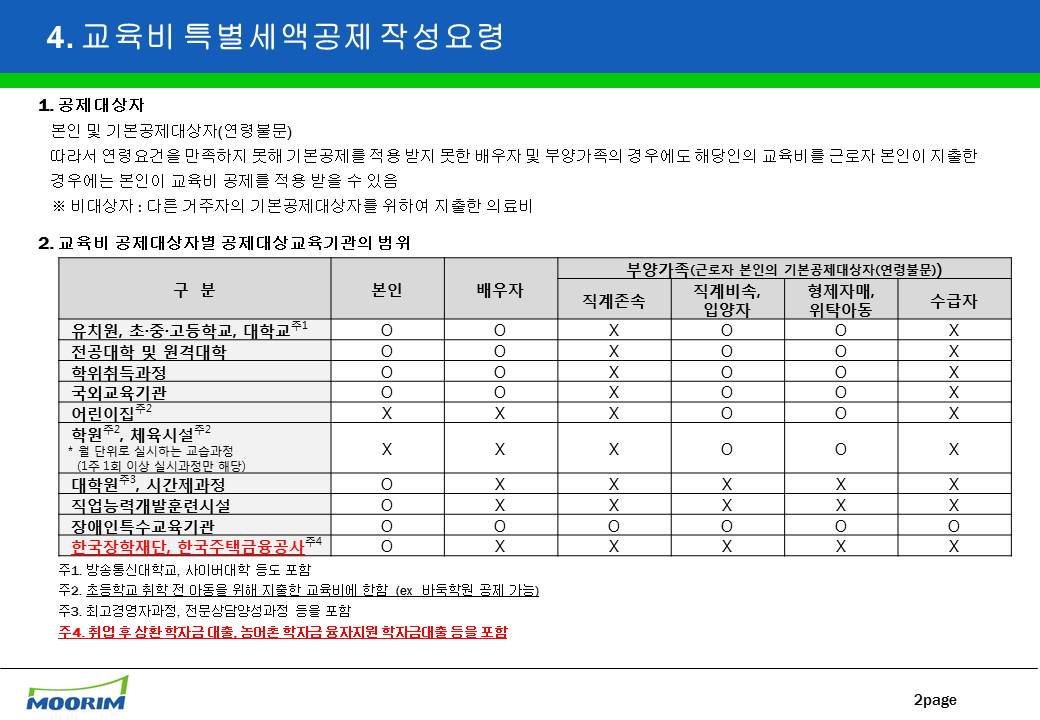 4. 교육비 특별세액공제 작성요령
1. 공제대상자
본인 및 기본공제대상자(연령불문)
따라서 연령요건을 만족하지 못해 기본공제를 적용 받지 못한 배우자 및 부양가족의 경우에도 해당인의 교육비를 근로자 본인이 지출한
경우에는 본인이 교육비 공제를 적용 받을 수 있음
※ 비대상자 : 다른 거주자의 기본공제대상자를 위하여 지출한 의료비
2. 교육비 공제대상자별 공제대상교육기관의 범위
구 분 본인 배우자 부양가족(근로자 본인의 기본공제대상자(연령불문))
직계존속 직계비속, 입양자 형제자매, 위탁아동 수급자
유치원, 초·중·고등학교, 대학교주1 O O X O O X
전공대학 및 원격대학 O O X O O X
학위취득과정 O O X O O X
국외교육기관 O O X O O X
어린이집주2 X X X O O X
학원주2, 체육시설주2
* 월 단위로 실시하는 교습과정 X X X O O X
(1주 1회 이상 실시과정만 해당)
대학원주3, 시간제과정 O X X X X X
직업능력개발훈련시설 O X X X X X
장애인특수교육기관 O O O O O O
한국장학재단, 한국주택금융공사주4 O X X X X X
주1. 방송통신대학교, 사이버대학 등도 포함
주2. 초등학교 취학 전 아동을 위해 지출한 교육비에 한함 (ex 바둑학원 공제 가능)
주3. 최고경영자과정, 전문상담양성과정 등을 포함
주4. 취업 후 상환 학자금 대출, 농어촌 학자금 융자지원 학자금대출 등을 포함
MOORIM
2page